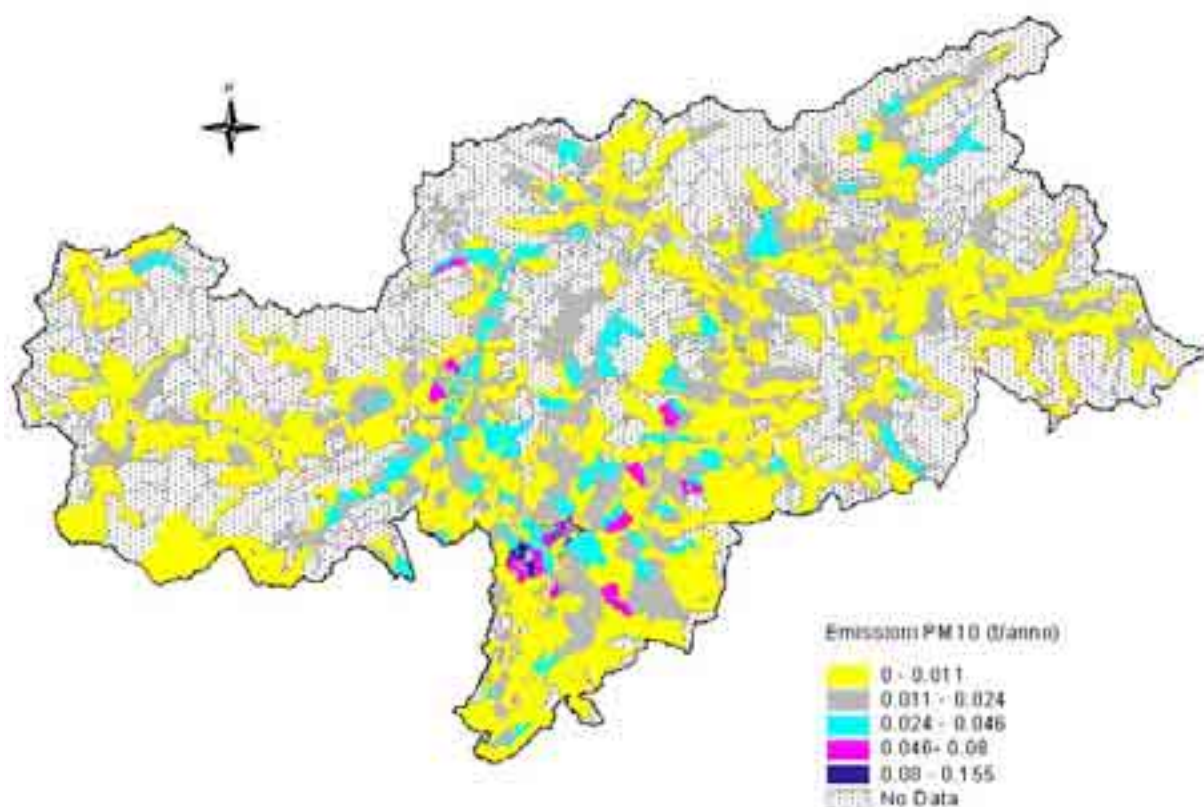 N
Emissioni PM10 (t/anno)
0 - 0.011
0.011 - 0.024
0.024 - 0.046
0.046- 0.08
0.08 - 0.155
No Data